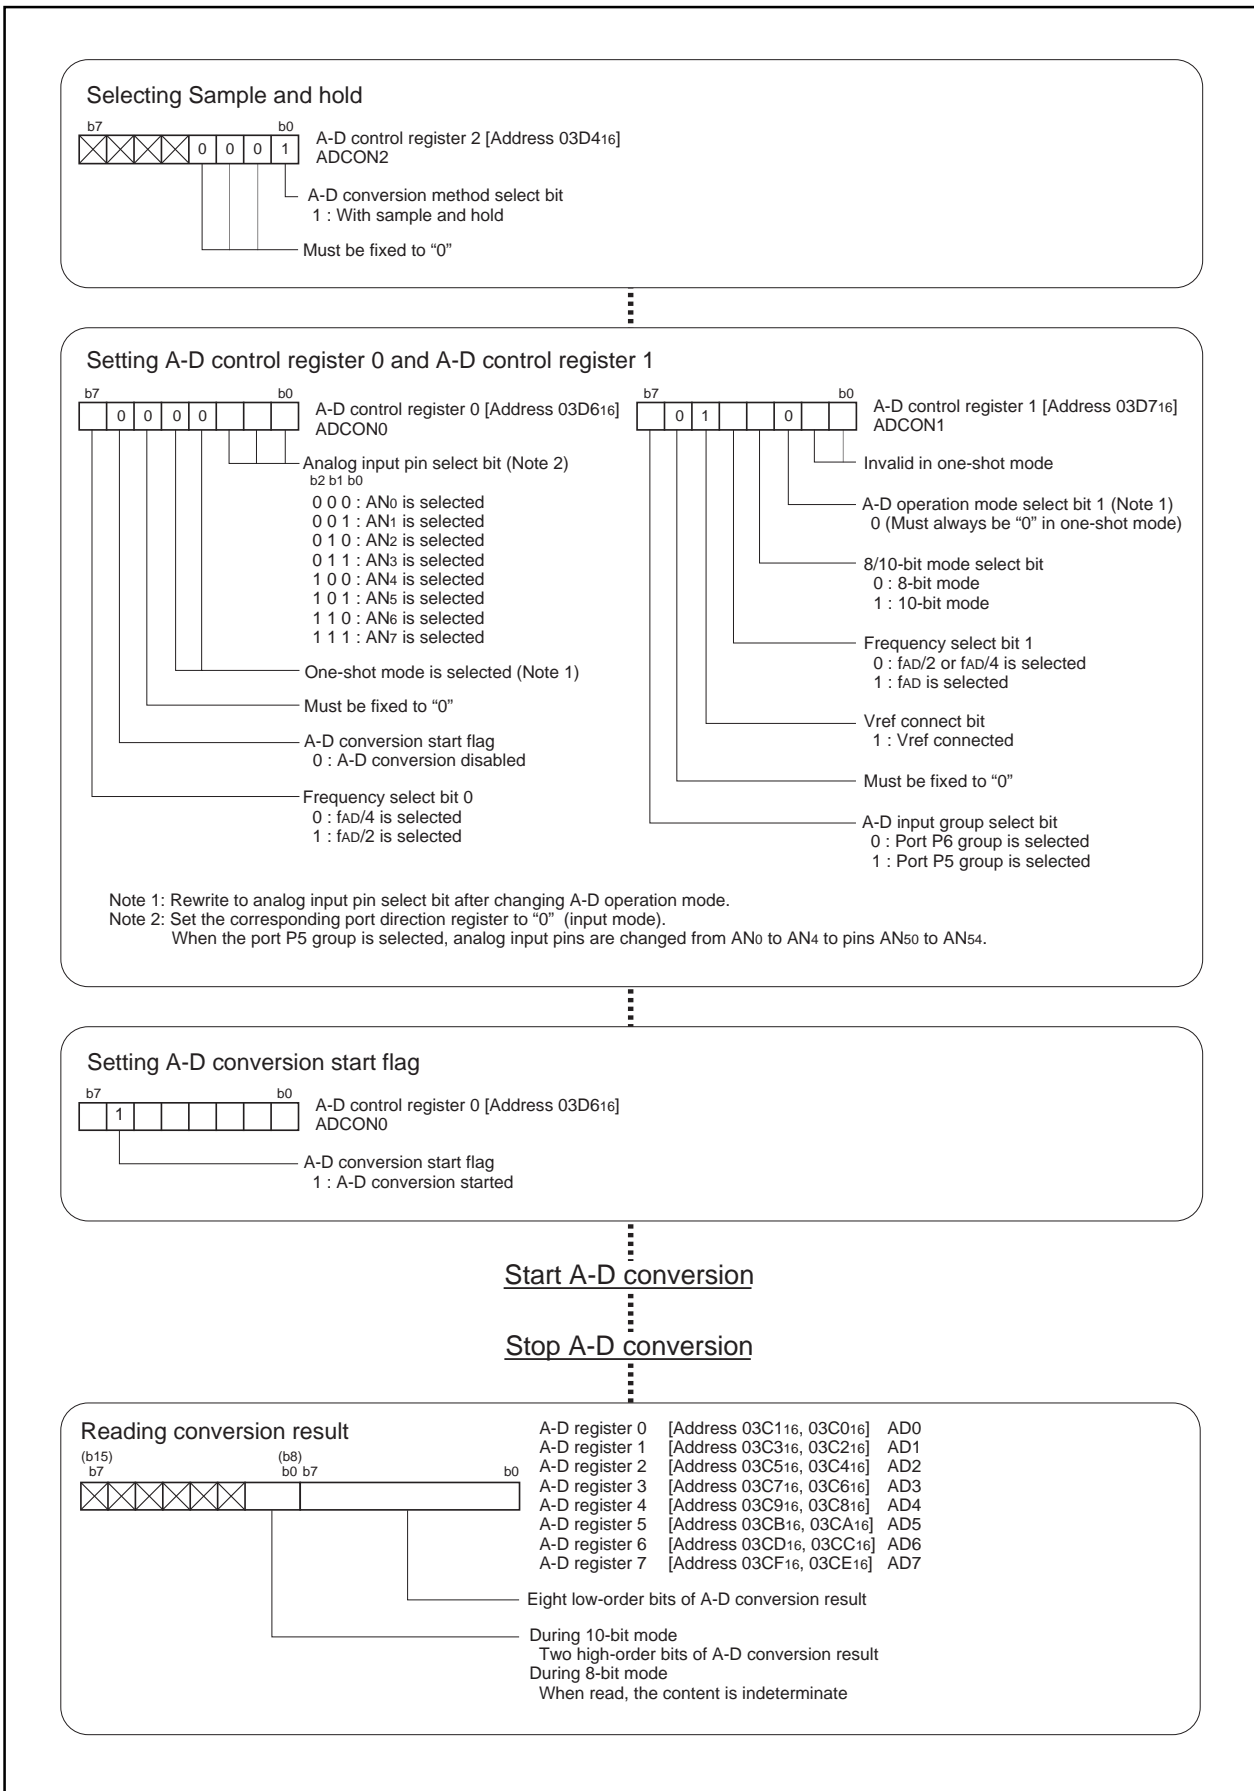 Selecting Sample and hold
b7 b0
0 0 0 1
A-D control register 2 [Address 03D416]
ADCON2
A-D conversion method select bit
1 : With sample and hold
Must be fixed to “0”
Setting A-D control register 0 and A-D control register 1
b7 b0
0 0 0 0
A-D control register 0 [Address 03D616]
ADCON0
Analog input pin select bit (Note 2)
b2 b1 b0
0 0 0 : AN0 is selected
0 0 1 : AN1 is selected
0 1 0 : AN2 is selected
0 1 1 : AN3 is selected
1 0 0 : AN4 is selected
1 0 1 : AN5 is selected
1 1 0 : AN6 is selected
1 1 1 : AN7 is selected
One-shot mode is selected (Note 1)
Must be fixed to “0”
A-D conversion start flag
0 : A-D conversion disabled
Frequency select bit 0
0 : fAD/4 is selected
1 : fAD/2 is selected
b7 b0
0 1 0
A-D control register 1 [Address 03D716]
ADCON1
Invalid in one-shot mode
A-D operation mode select bit 1 (Note 1)
0 (Must always be “0” in one-shot mode)
8/10-bit mode select bit
0 : 8-bit mode
1 : 10-bit mode
Frequency select bit 1
0 : fAD/2 or fAD/4 is selected
1 : fAD is selected
Vref connect bit
1 : Vref connected
Must be fixed to “0”
A-D input group select bit
0 : Port P6 group is selected
1 : Port P5 group is selected
Note 1: Rewrite to analog input pin select bit after changing A-D operation mode.
Note 2: Set the corresponding port direction register to “0” (input mode).
When the port P5 group is selected, analog input pins are changed from AN0 to AN4 to pins AN50 to AN54.
Setting A-D conversion start flag
b7 b0
1
A-D control register 0 [Address 03D616]
ADCON0
A-D conversion start flag
1 : A-D conversion started
Start A-D conversion
Stop A-D conversion
Reading conversion result
(b15) (b8)
b7 b0 b7 b0
A-D register 0 [Address 03C116, 03C016] AD0
A-D register 1 [Address 03C316, 03C216] AD1
A-D register 2 [Address 03C516, 03C416] AD2
A-D register 3 [Address 03C716, 03C616] AD3
A-D register 4 [Address 03C916, 03C816] AD4
A-D register 5 [Address 03CB16, 03CA16] AD5
A-D register 6 [Address 03CD16, 03CC16] AD6
A-D register 7 [Address 03CF16, 03CE16] AD7
Eight low-order bits of A-D conversion result
During 10-bit mode
Two high-order bits of A-D conversion result
During 8-bit mode
When read, the content is indeterminate